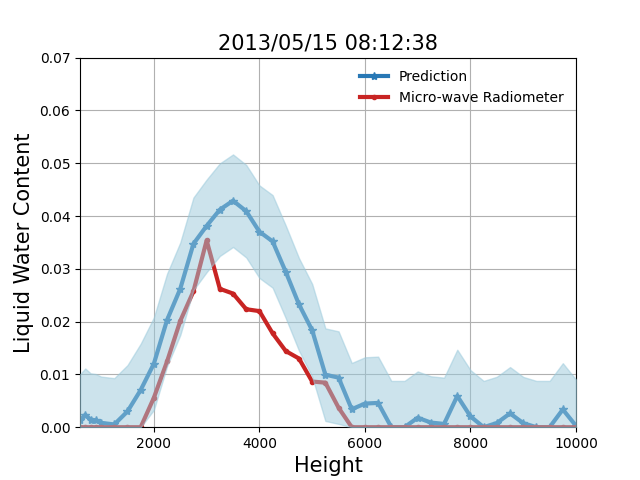 2013/05/15 08:12:38
0.07
0.06
0.05
0.04
0.03
0.02
0.01
0.00
Liquid Water Content
Prediction
Micro-wave Radiometer
2000 4000 6000 8000 10000
Height